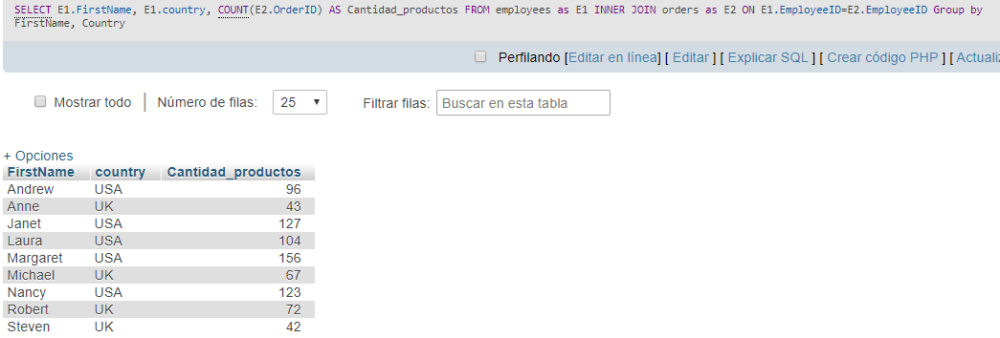 SELECT E1.FirstName, E1.country, COUNT(E2.OrderID) AS Cantidad_productos FROM employees as E1 INNER JOIN orders as E2 ON E1.EmployeeID=E2.EmployeeID Group by
FirstName, Country
Perfilando [Editar en línea] [ Editar ] [ Explicar SQL ] [ Crear código PHP ] [ Actuali
Mostrar todo | Número de filas: 25 Filtrar filas: Buscar en esta tabla
+ Opciones
FirstName country Cantidad_productos
Andrew USA 96
Anne UK 43
Janet USA 127
Laura USA 104
Margaret USA 156
Michael UK 67
Nancy USA 123
Robert UK 72
Steven UK 42